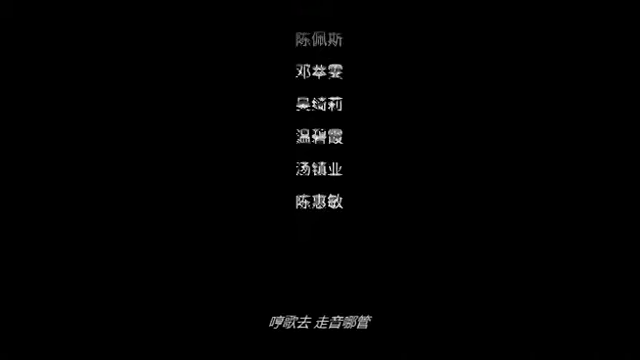 陈佩斯
邓萃雯
吴绮莉
温碧霞
汤镇业
陈惠敏
哼歌去 走音哪管